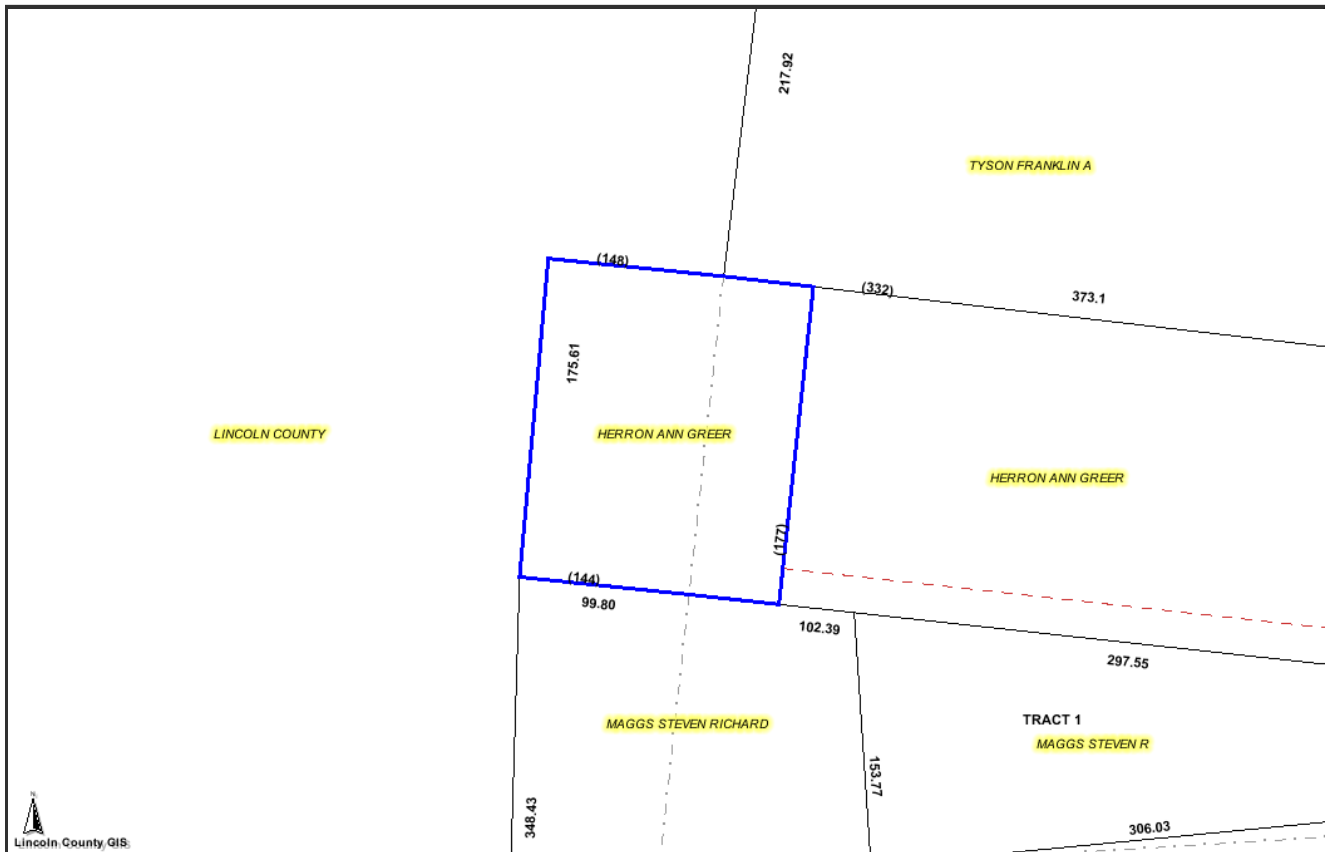 217.92
TYSON FRANKLIN A
(148)
(332)
373.1
175.61
LINCOLN COUNTY
HERRON ANN GREER
HERRON ANN GREER
(177)
(144)
99.80
102.39
297.55
TRACT 1
MAGGS STEVEN RICHARD
MAGGS STEVEN R
153.77
348.43
306.03
N
Lincoln County GIS